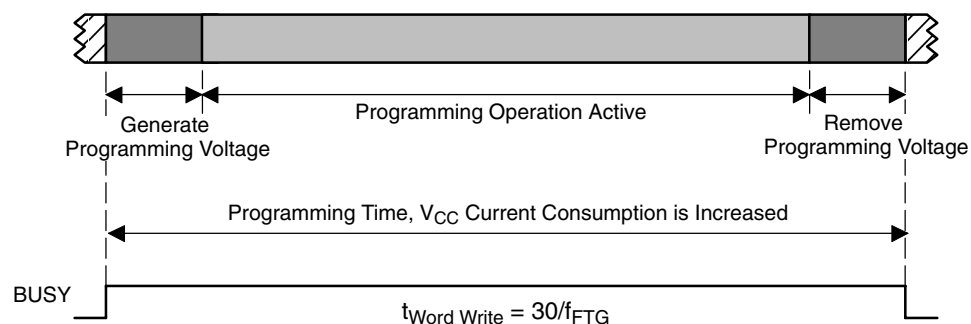 Generate
Programming Voltage
Programming Operation Active
Remove
Programming Voltage
Programming Time, VCC Current Consumption is Increased
BUSY
tWord Write = 30/fFTG